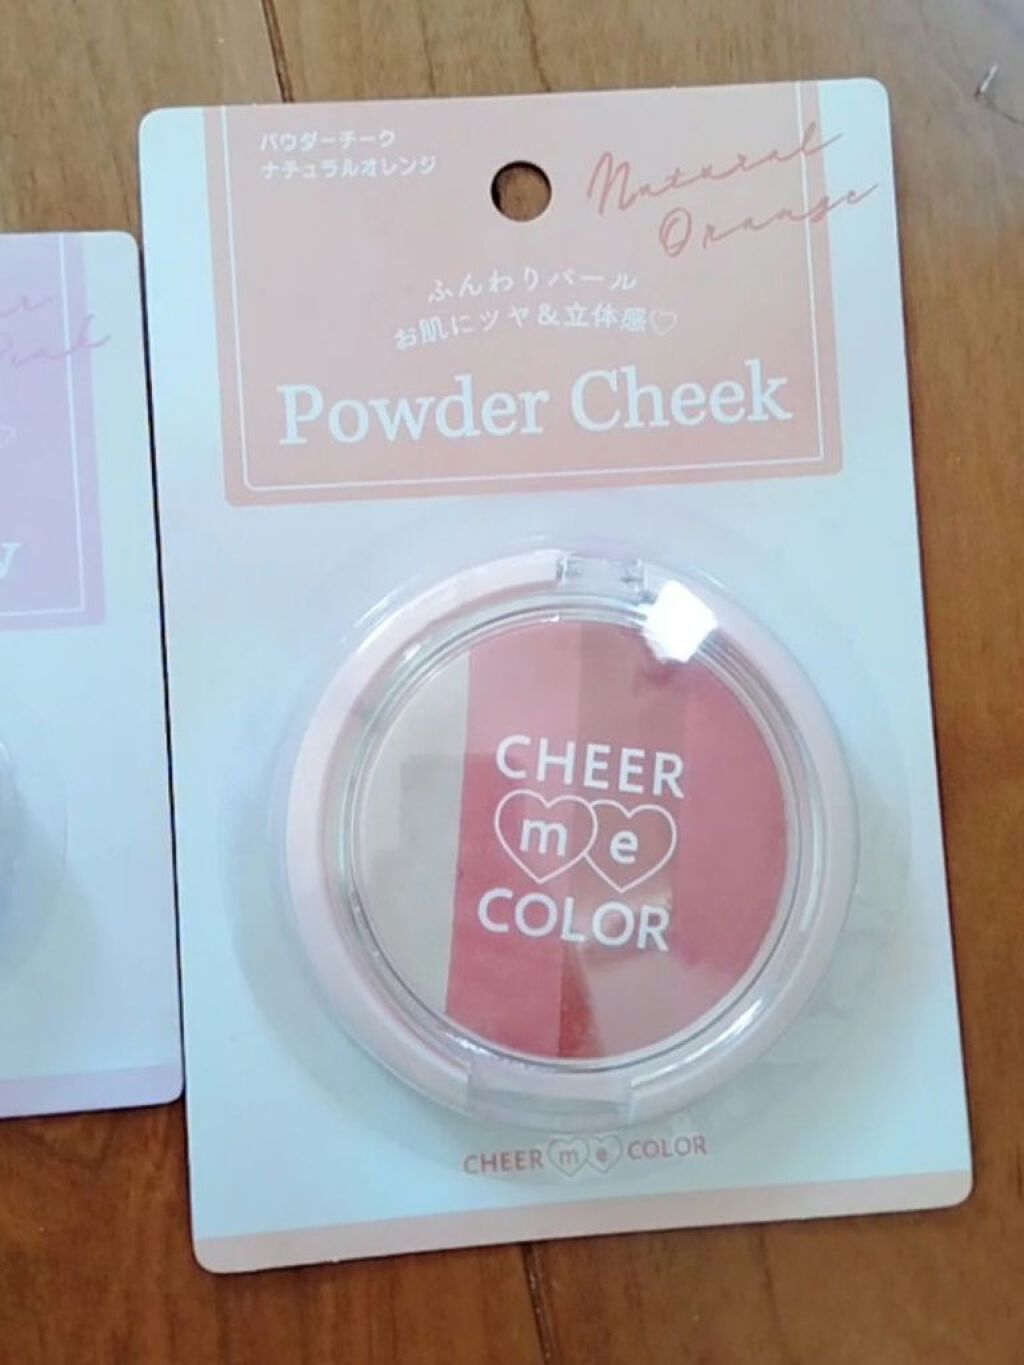 パウダーチーク
ナチュラルオレンジ
Natural
Orange
ふんわりパール
お肌にツヤ&立体感♡
Powder Cheek
CHEER
m e
COLOR
CHEER m e COLOR